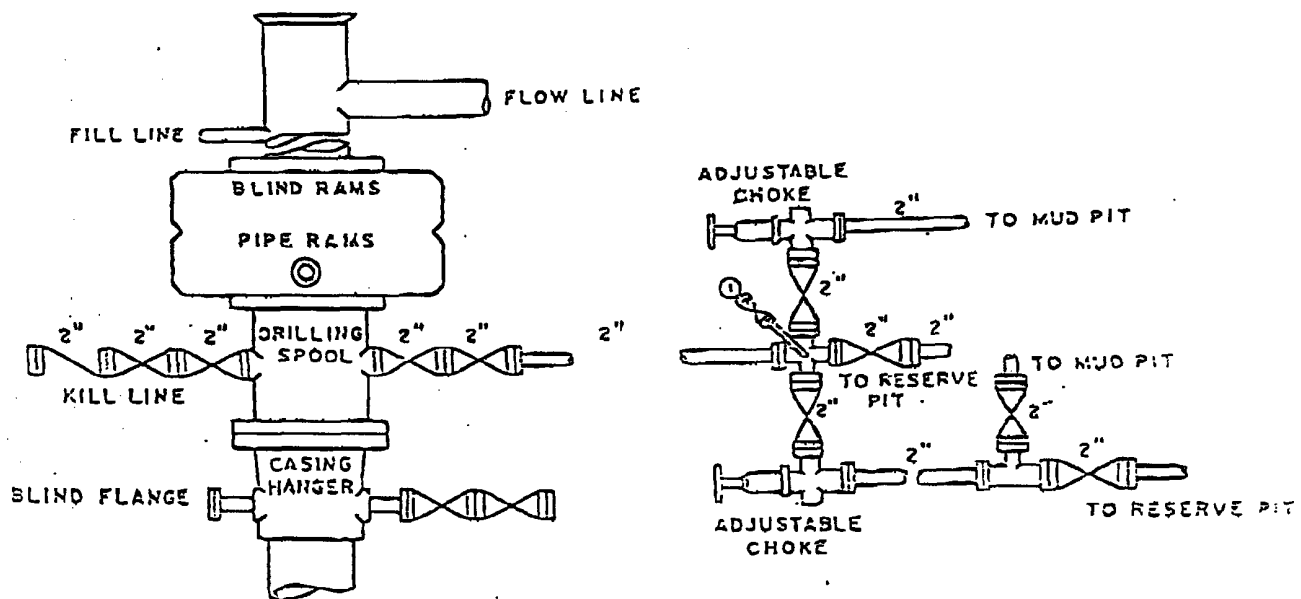 FLOW LINE
FILL LINE
BLIND RAMS
PIPE RAMS
2" 2" 2"
DRILLING
SPOOL
2" 2"
2"
KILL LINE
CASING
HANGER
BLIND FLANGE
ADJUSTABLE
CHOKE
2"
TO MUD PIT
2"
1
2" 2"
TO RESERVE
PIT
TO MUD PIT
2"
2"
2"
2"
TO RESERVE PIT
ADJUSTABLE
CHOKE